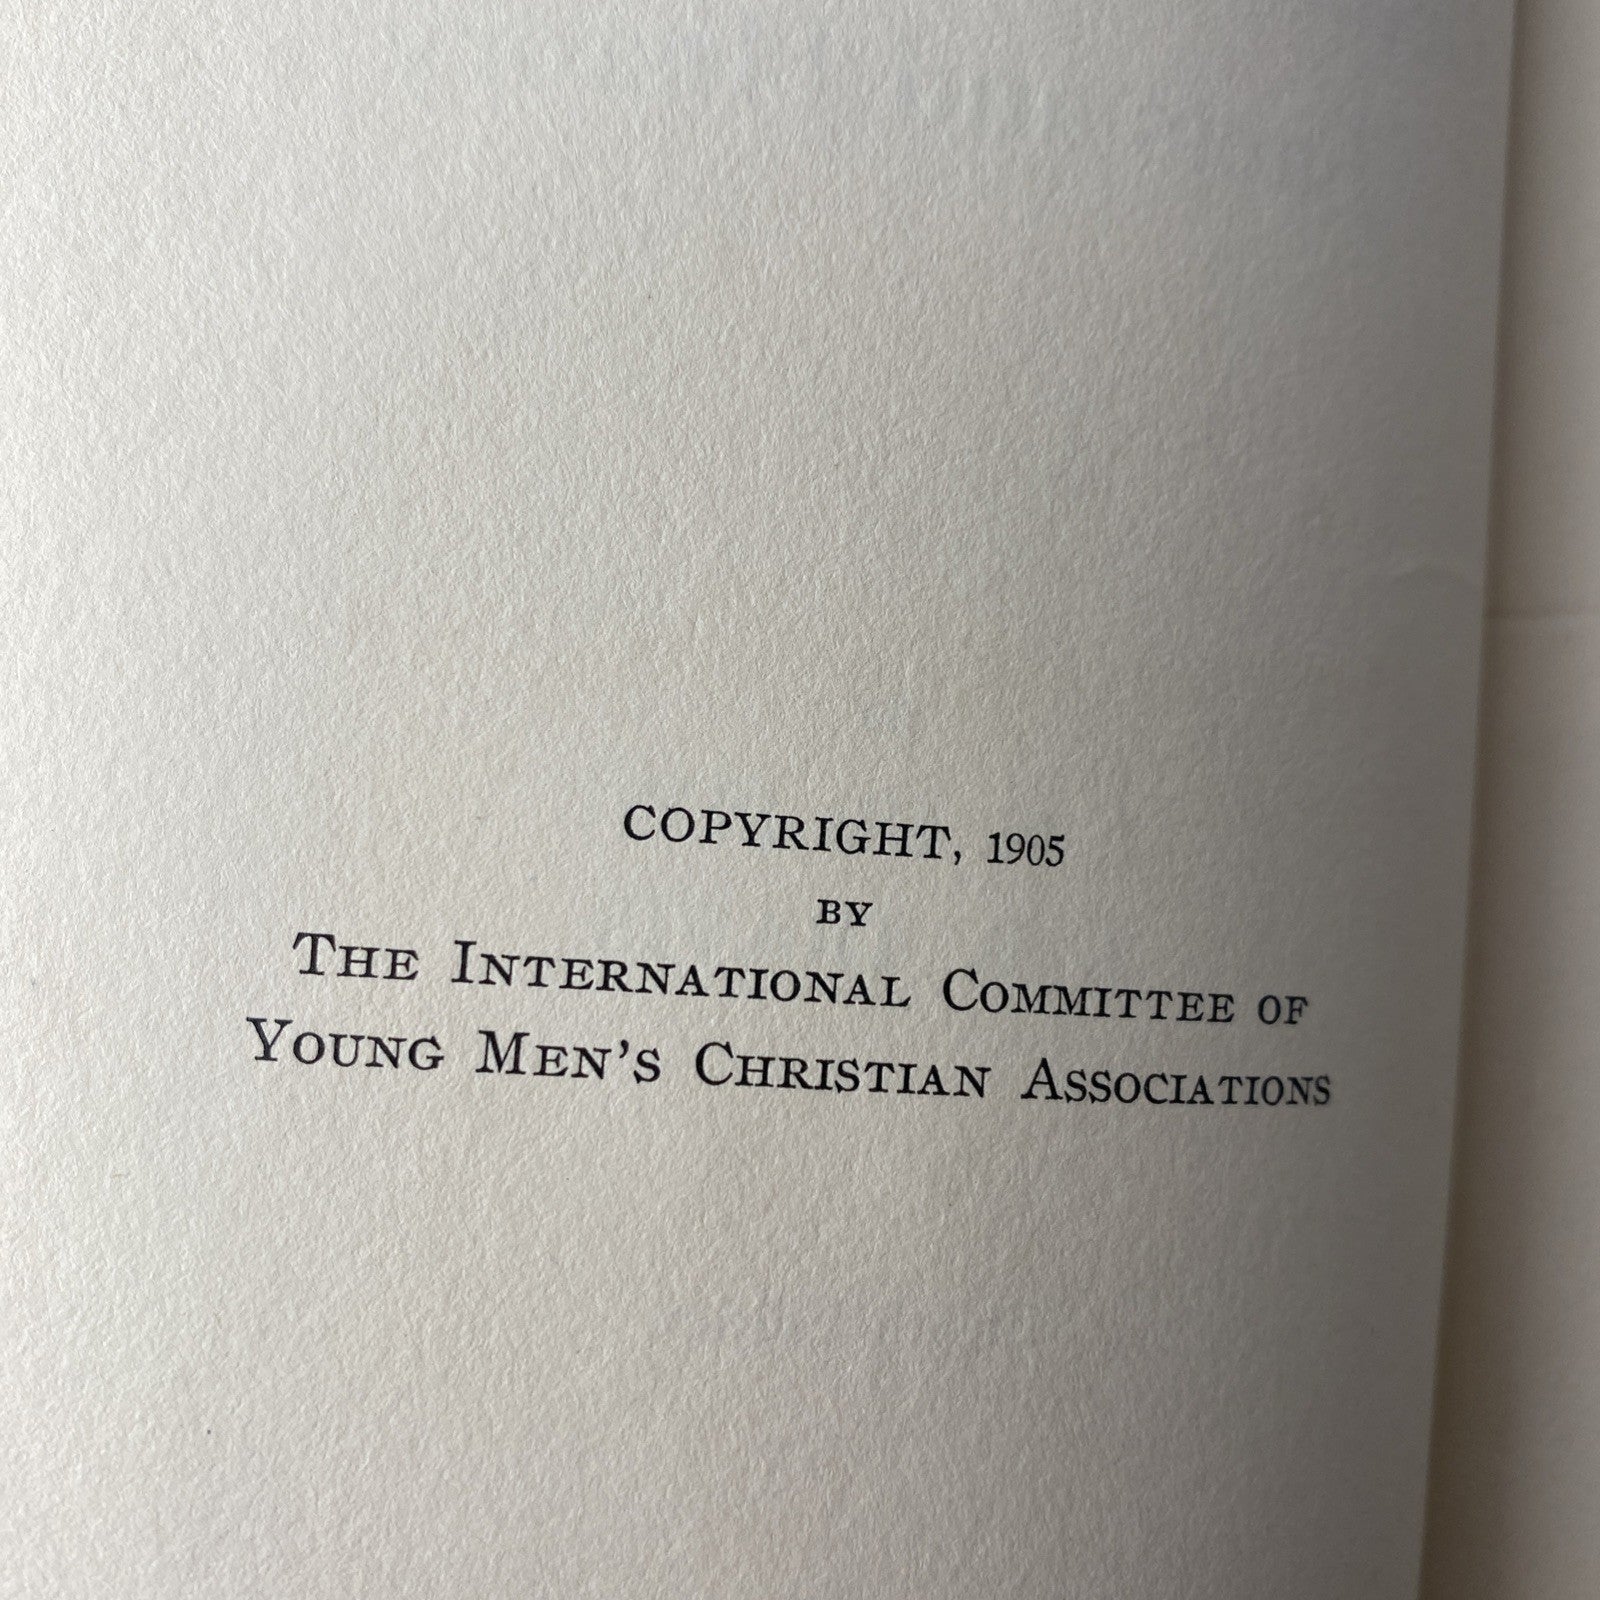 COPYRIGHT, 1905
BY
THE INTERNATIONAL COMMITTEE OF
YOUNG MEN'S CHRISTIAN ASSOCIATIONS